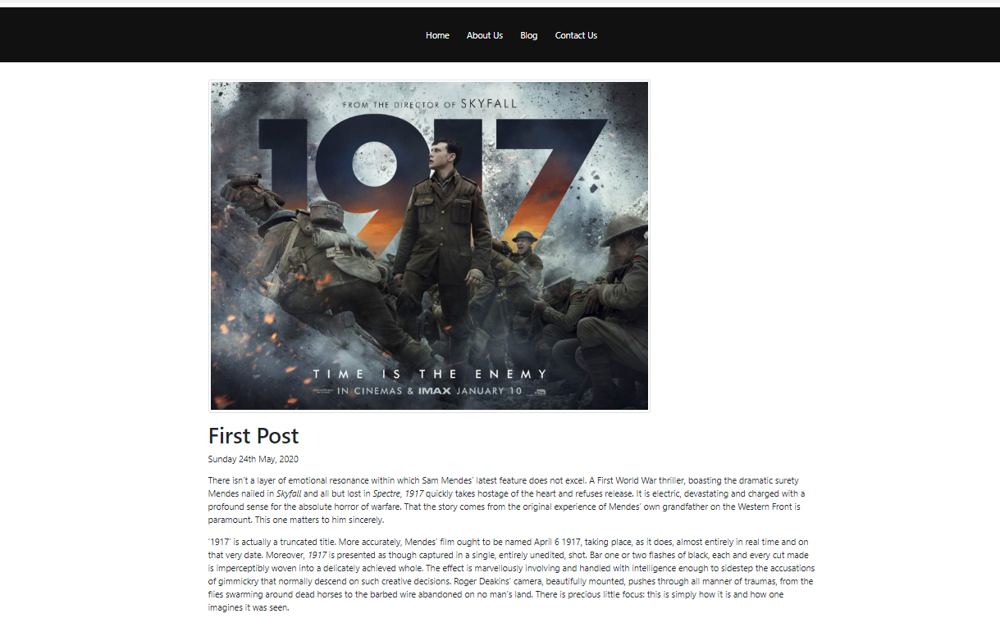 Home About Us Blog Contact Us
FROM THE DIRECTOR OF SKYFALL
1917
TIME IS THE ENEMY
IN CINEMAS & IMAX JANUARY 10
First Post
Sunday 24th May, 2020
There isn't a layer of emotional resonance within which Sam Mendes' latest feature does not excel. A First World War thriller, boasting the dramatic surety
Mendes nailed in Skyfall and all but lost in Spectre, 1917 quickly takes hostage of the heart and refuses release. It is electric, devastating and charged with a
profound sense for the absolute horror of warfare. That the story comes from the original experience of Mendes' own grandfather on the Western Front is
paramount. This one matters to him sincerely.
'1917' is actually a truncated title. More accurately, Mendes' film ought to be named April 6 1917, taking place, as it does, almost entirely in real time and on
that very date. Moreover, 1917 is presented as though captured in a single, entirely unedited, shot. Bar one or two flashes of black, each and every cut made
is imperceptibly woven into a delicately achieved whole. The effect is marvellously involving and handled with intelligence enough to sidestep the accusations
of gimmickry that normally descend on such creative decisions. Roger Deakins' camera, beautifully mounted, pushes through all manner of traumas, from the
flies swarming around dead horses to the barbed wire abandoned on no man's land. There is precious little focus: this is simply how it is and how one
imagines it was seen.